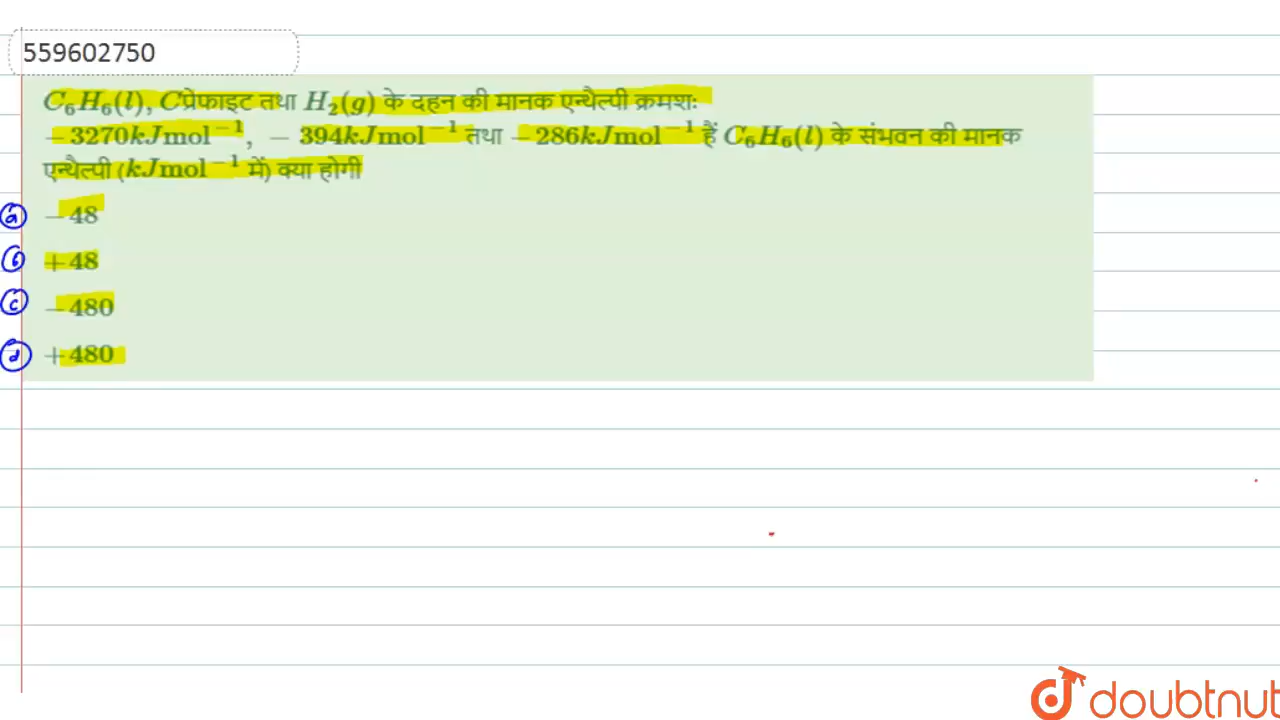 559602750
C₆H₆(l), Cप्रेफाइट तथा H₂(g) के दहन की मानक एन्थैल्पी क्रमशः
−3270kJmol⁻¹, −394kJmol⁻¹ तथा −286kJmol⁻¹ हैं C₆H₆(l) के संभवन की मानक
एन्थैल्पी (kJmol⁻¹ में) क्या होगी
(a) −48
(b) +48
(c) −480
(d) +480
doubtnut